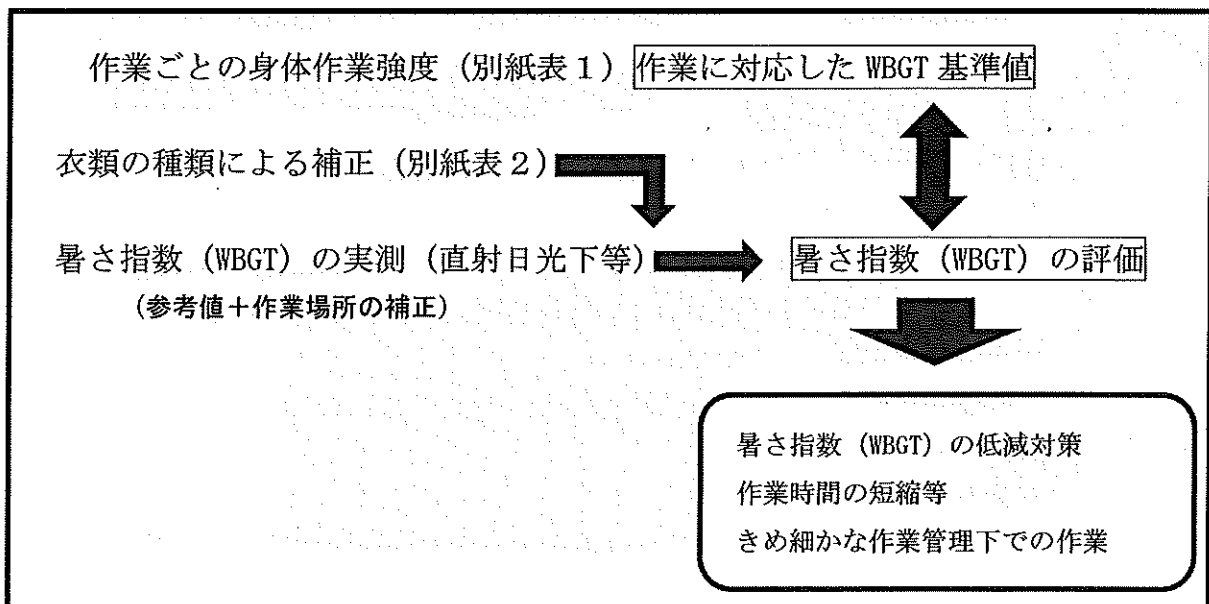 作業ごとの身体作業強度（別紙表１）作業に対応した WBGT 基準値
衣類の種類による補正（別紙表２）
暑さ指数（WBGT）の実測（直射日光下等）
暑さ指数（WBGT）の評価
（参考値＋作業場所の補正）
暑さ指数（WBGT）の低減対策
作業時間の短縮等
きめ細かな作業管理下での作業